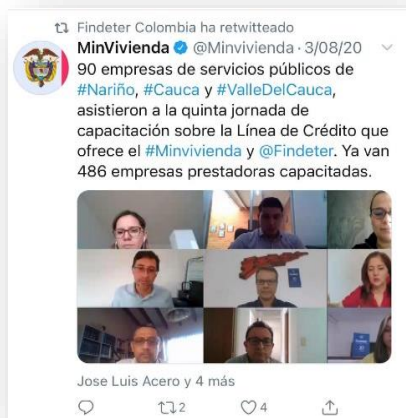 Findeter Colombia ha retwitteado
MinVivienda @Minvivienda · 3/08/20
90 empresas de servicios públicos de
#Nariño, #Cauca y #ValleDelCauca,
asistieron a la quinta jornada de
capacitación sobre la Línea de Crédito que
ofrece el #Minvivienda y @Findeter. Ya van
486 empresas prestadoras capacitadas.
Jose Luis Acero y 4 más
2
4